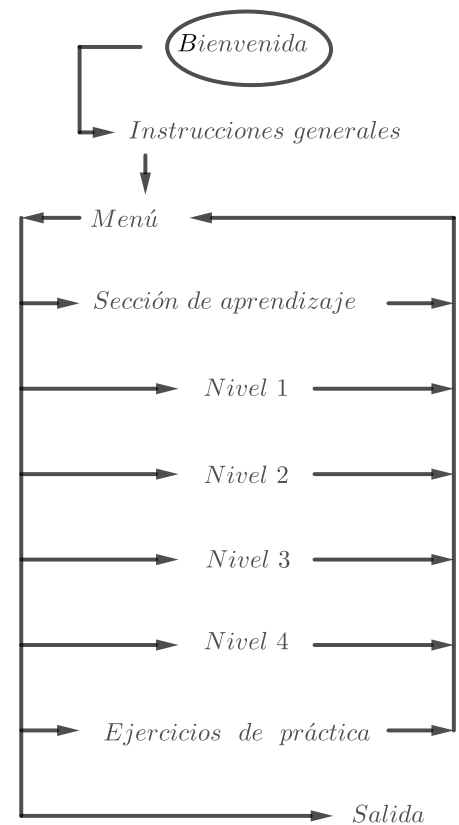 Bienvenida
Instrucciones generales
Menú
Sección de aprendizaje
Nivel 1
Nivel 2
Nivel 3
Nivel 4
Ejercicios de práctica
Salida